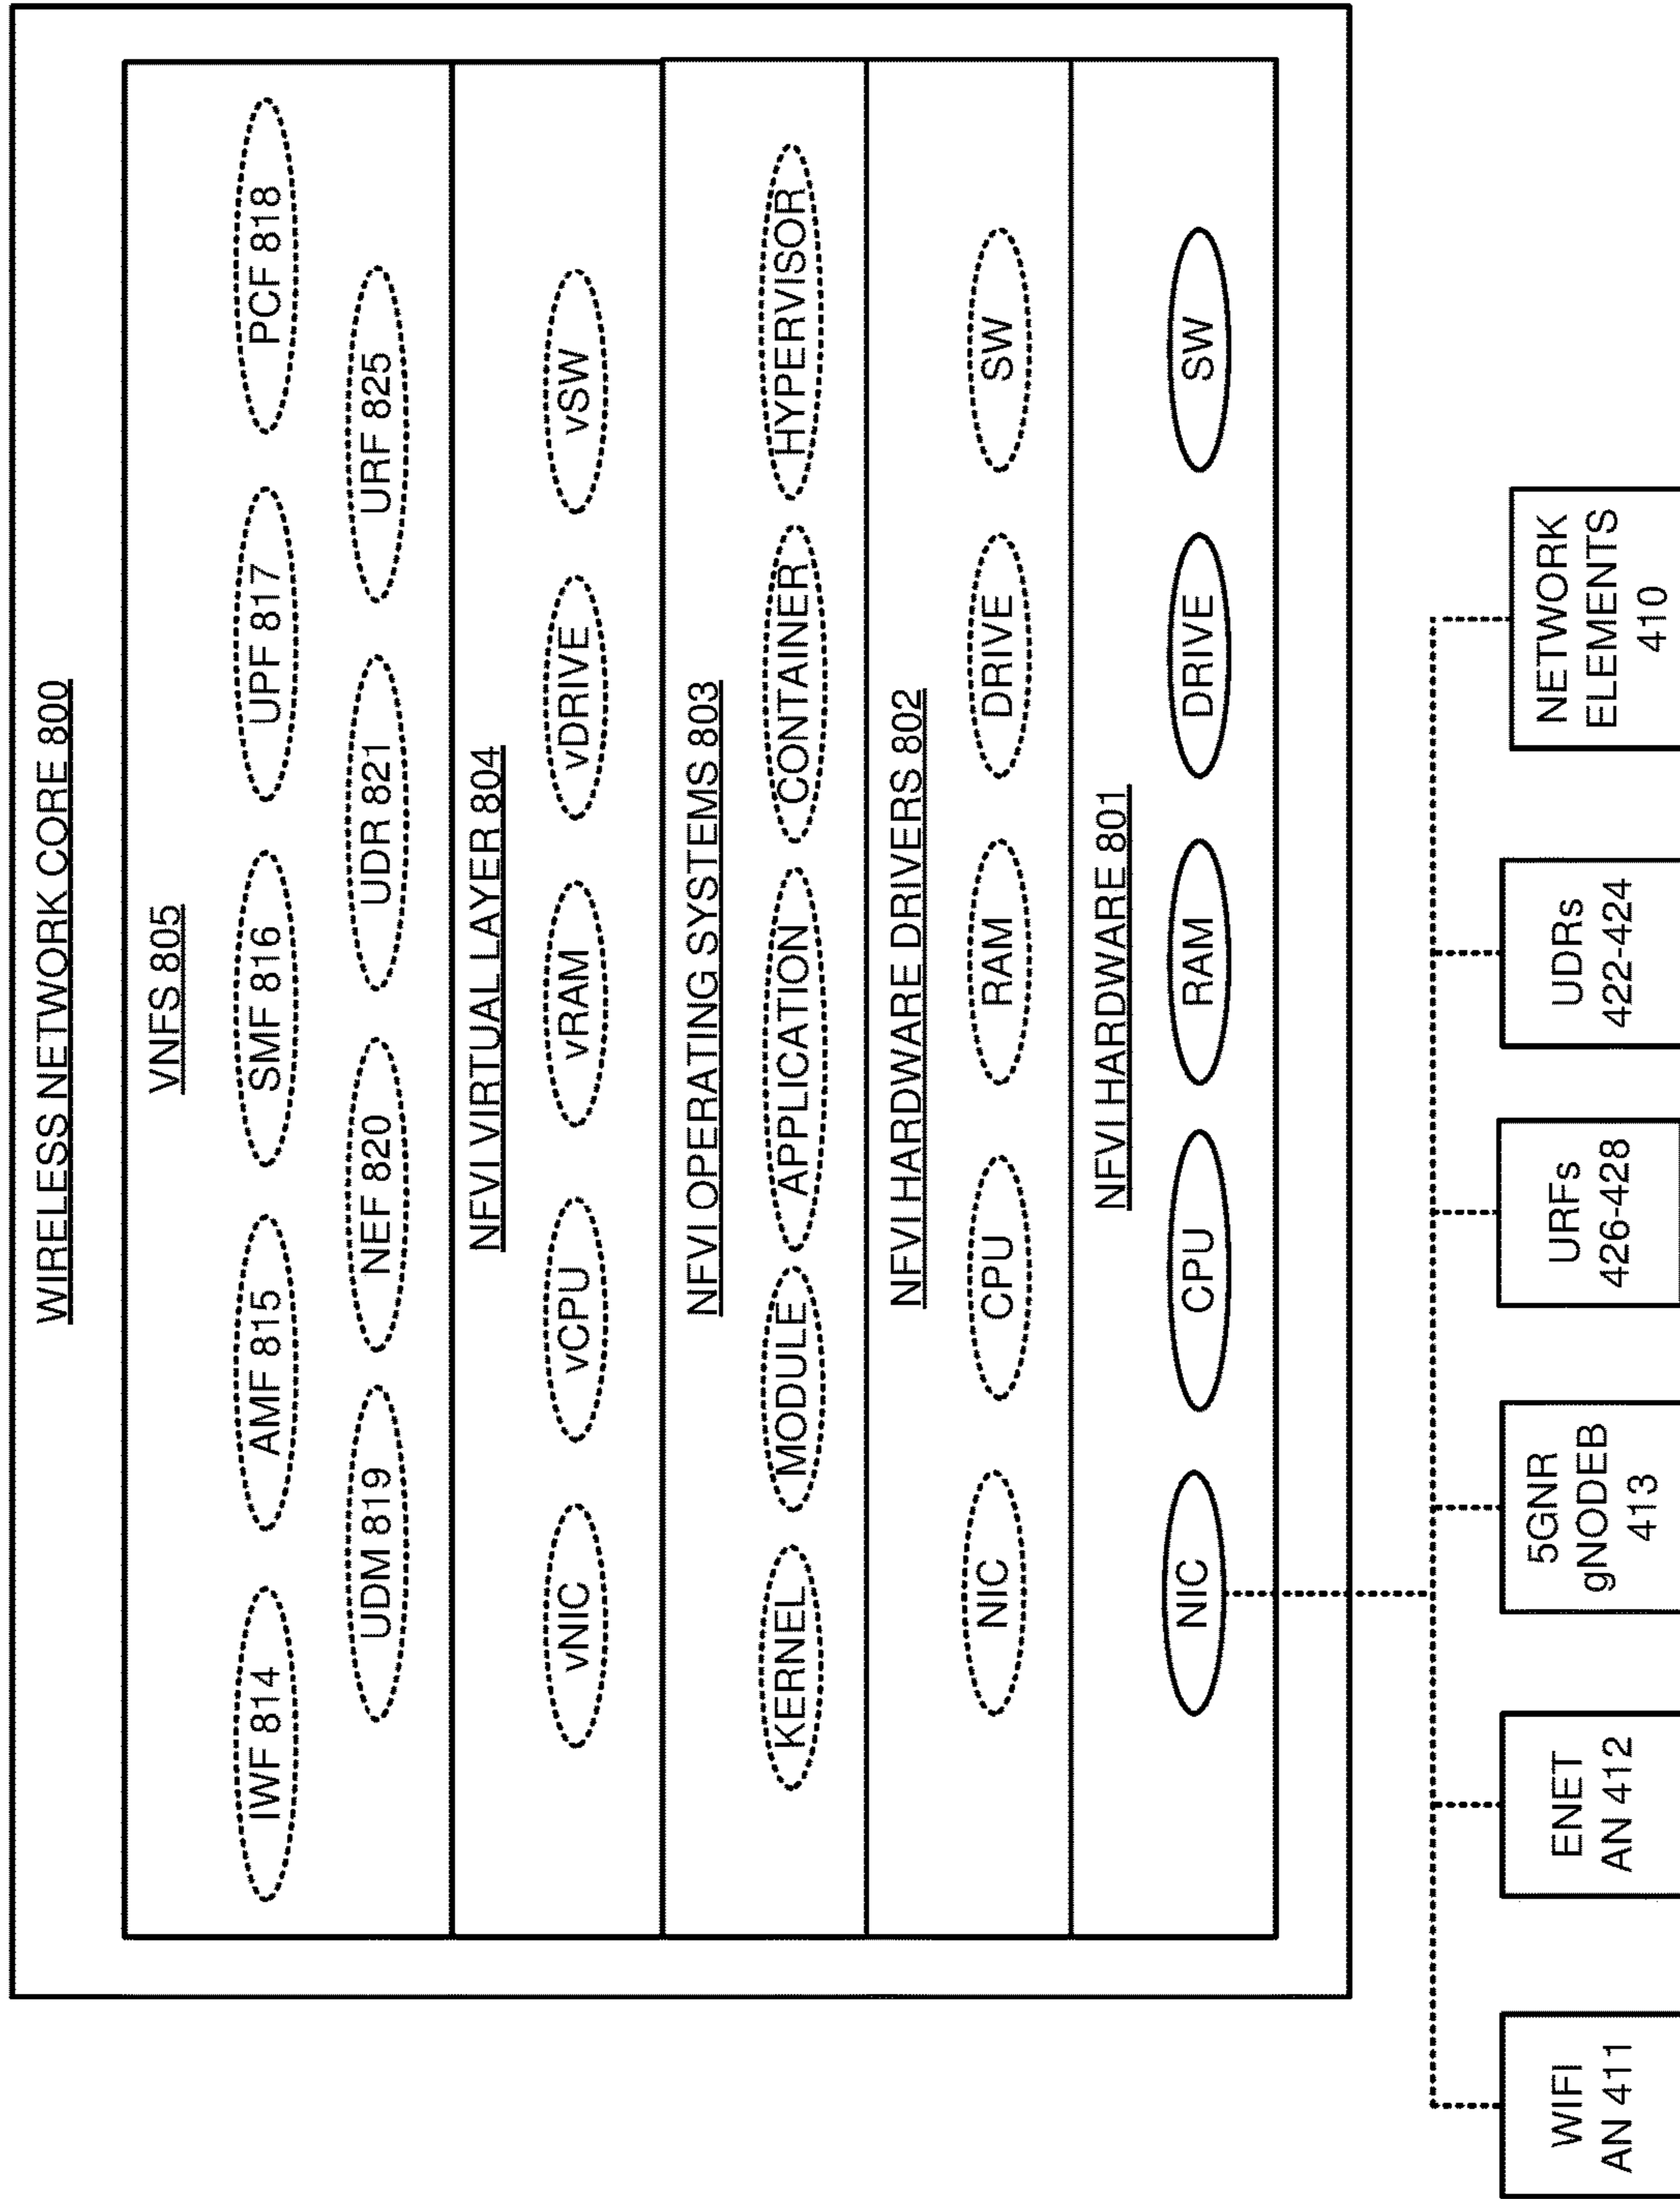 WIRELESS NETWORK CORE 800
VNFS 805
IWF 814 AMF 815 SMF 816 UPF 817 PCF 818
UDM 819 NEF 820 UDR 821 URF 825
NFVI VIRTUAL LAYER 804
vNIC vCPU vRAM vDRIVE vSW
NFVI OPERATING SYSTEMS 803
KERNEL MODULE APPLICATION CONTAINER HYPERVISOR
NFVI HARDWARE DRIVERS 802
NIC CPU RAM DRIVE SW
NFVI HARDWARE 801
NIC CPU RAM DRIVE SW
WIFI
AN 411
ENET
AN 412
5GNR
gNODEB
413
URFs
426-428
UDRs
422-424
NETWORK
ELEMENTS
410